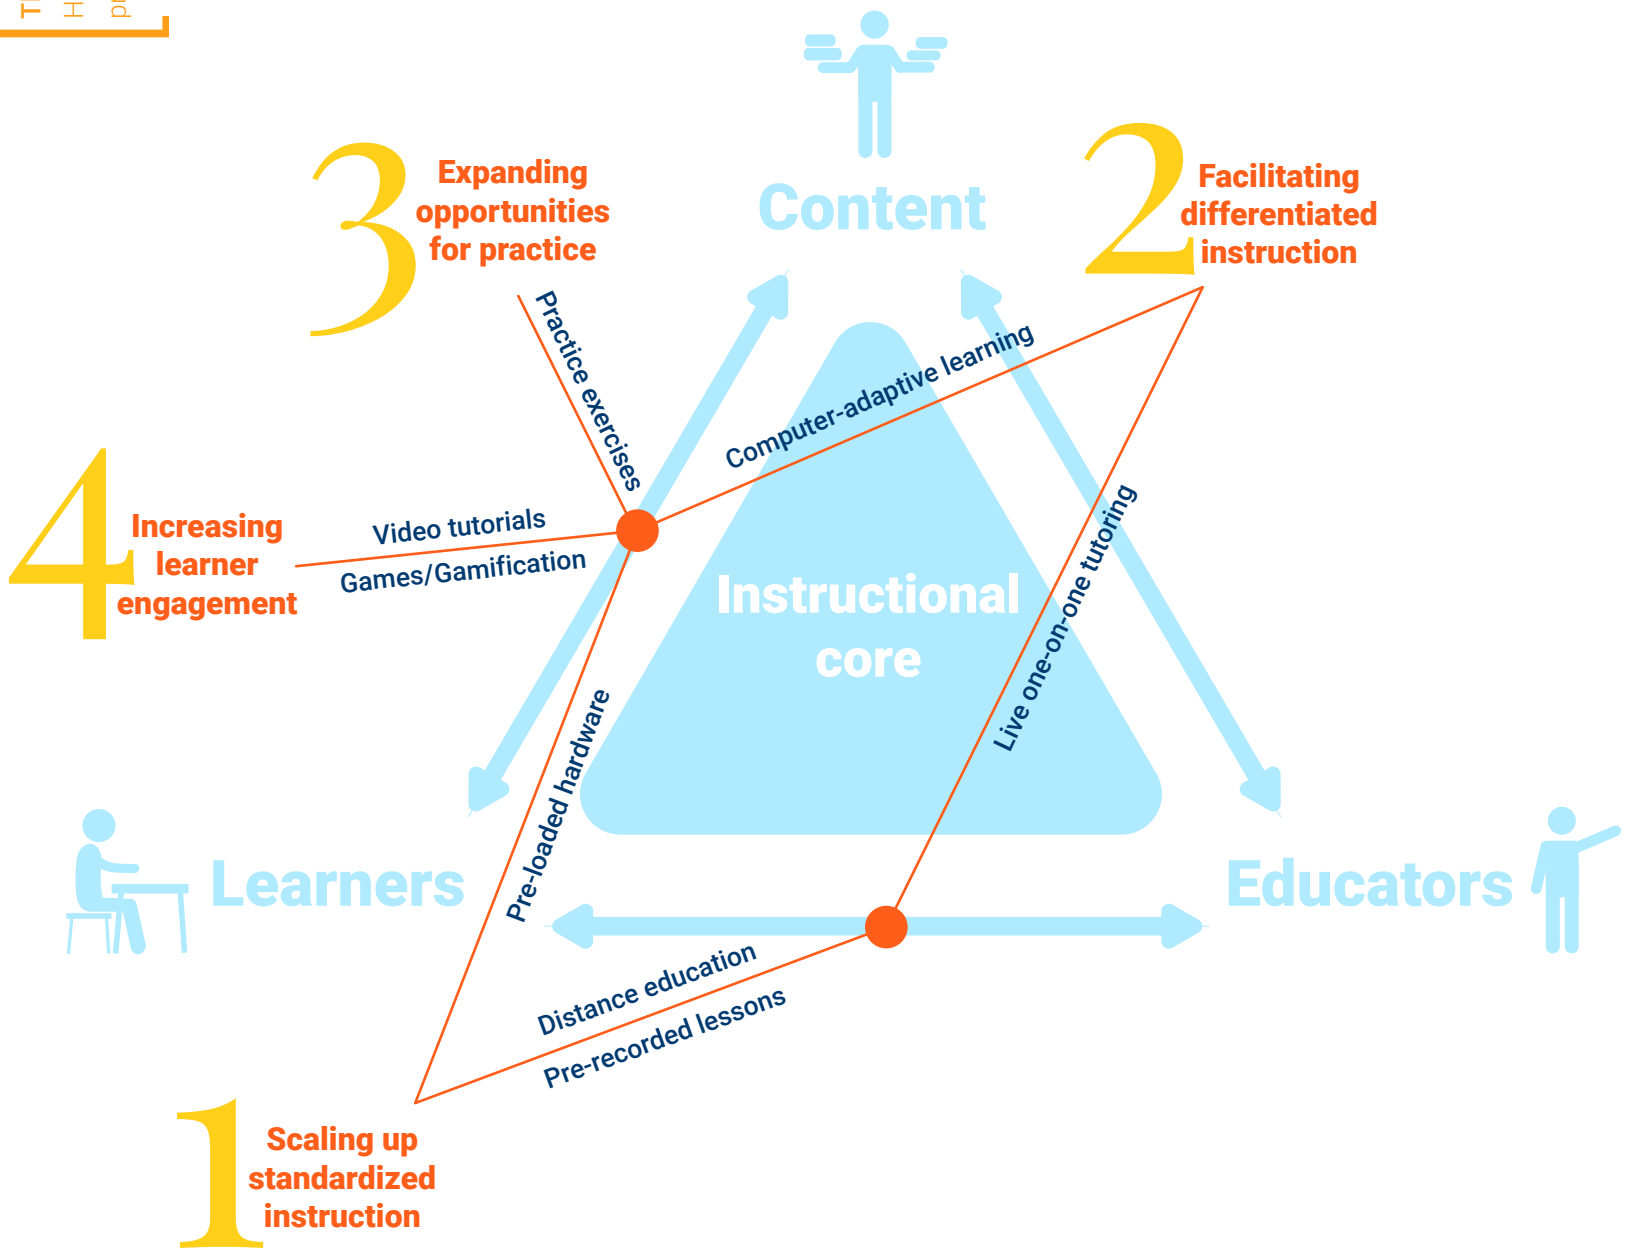 Content
3
Expanding
opportunities
for practice
2
Facilitating
differentiated
instruction
Practice exercises
Computer-adaptive learning
4
Increasing
learner
engagement
Video tutorials
Games/Gamification
Instructional
core
Live one-on-one tutoring
Pre-loaded hardware
Learners
Educators
Distance education
Pre-recorded lessons
1
Scaling up
standardized
instruction